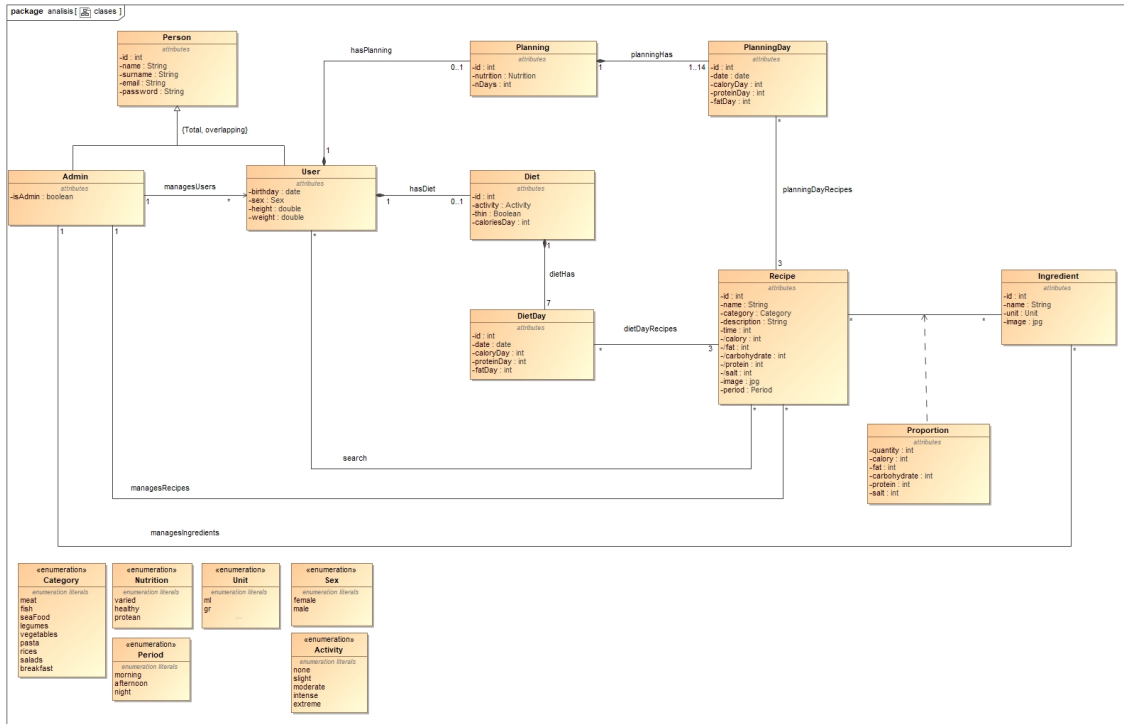 package analisis[ clases ]
Person
attributes
-id : int
-name : String
-surname : String
-email : String
-password : String
{Total, overlapping}
Admin
attributes
-isAdmin : boolean
managesUsers
1
*
User
attributes
-birthday : date
-sex : Sex
-height : double
-weight : double
hasPlanning
1
0..1
Planning
attributes
-id : int
-nutrition : Nutrition
-nDays : int
planningHas
1
1..14
PlanningDay
attributes
-id : int
-date : date
-caloryDay : int
-proteinDay : int
-fatDay : int
*
planningDayRecipes
3
hasDiet
1
0..1
Diet
attributes
-id : int
-activity : Activity
-thin : Boolean
-caloriesDay : int
1
dietHas
7
DietDay
attributes
-id : int
-date : date
-caloryDay : int
-proteinDay : int
-fatDay : int
dietDayRecipes
*
3
Recipe
attributes
-id : int
-name : String
-category : Category
-description : String
-time : int
-/calory : int
-/fat : int
-/carbohydrate : int
-/protein : int
-/salt : int
-image : jpg
-period : Period
*
*
Ingredient
attributes
-id : int
-name : String
-unit : Unit
-image : jpg
Proportion
attributes
-quantity : int
-calory : int
-fat : int
-carbohydrate : int
-protein : int
-salt : int
*
search
*
1
managesRecipes
*
1
managesIngredients
*
«enumeration»
Category
enumeration literals
meat
fish
seaFood
legumes
vegetables
pasta
rices
salads
breakfast
«enumeration»
Nutrition
enumeration literals
varied
healthy
protean
«enumeration»
Period
enumeration literals
morning
afternoon
night
«enumeration»
Unit
enumeration literals
ml
gr
...
«enumeration»
Sex
enumeration literals
female
male
«enumeration»
Activity
enumeration literals
none
slight
moderate
intense
extreme